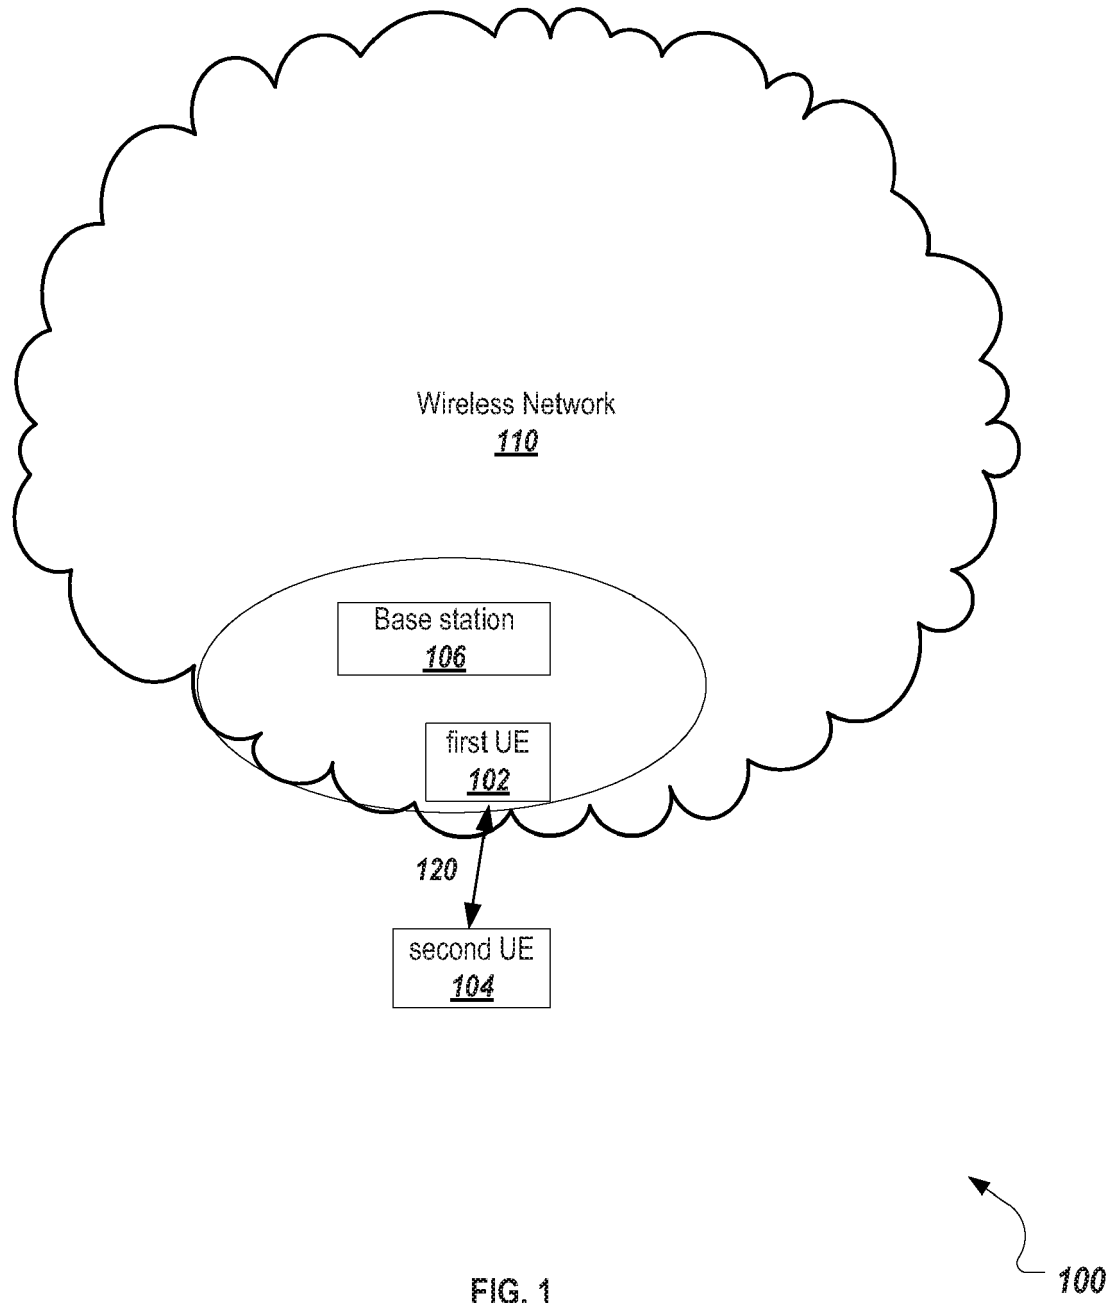 Wireless Network
110
Base station
106
first UE
102
120
second UE
104
100
FIG. 1